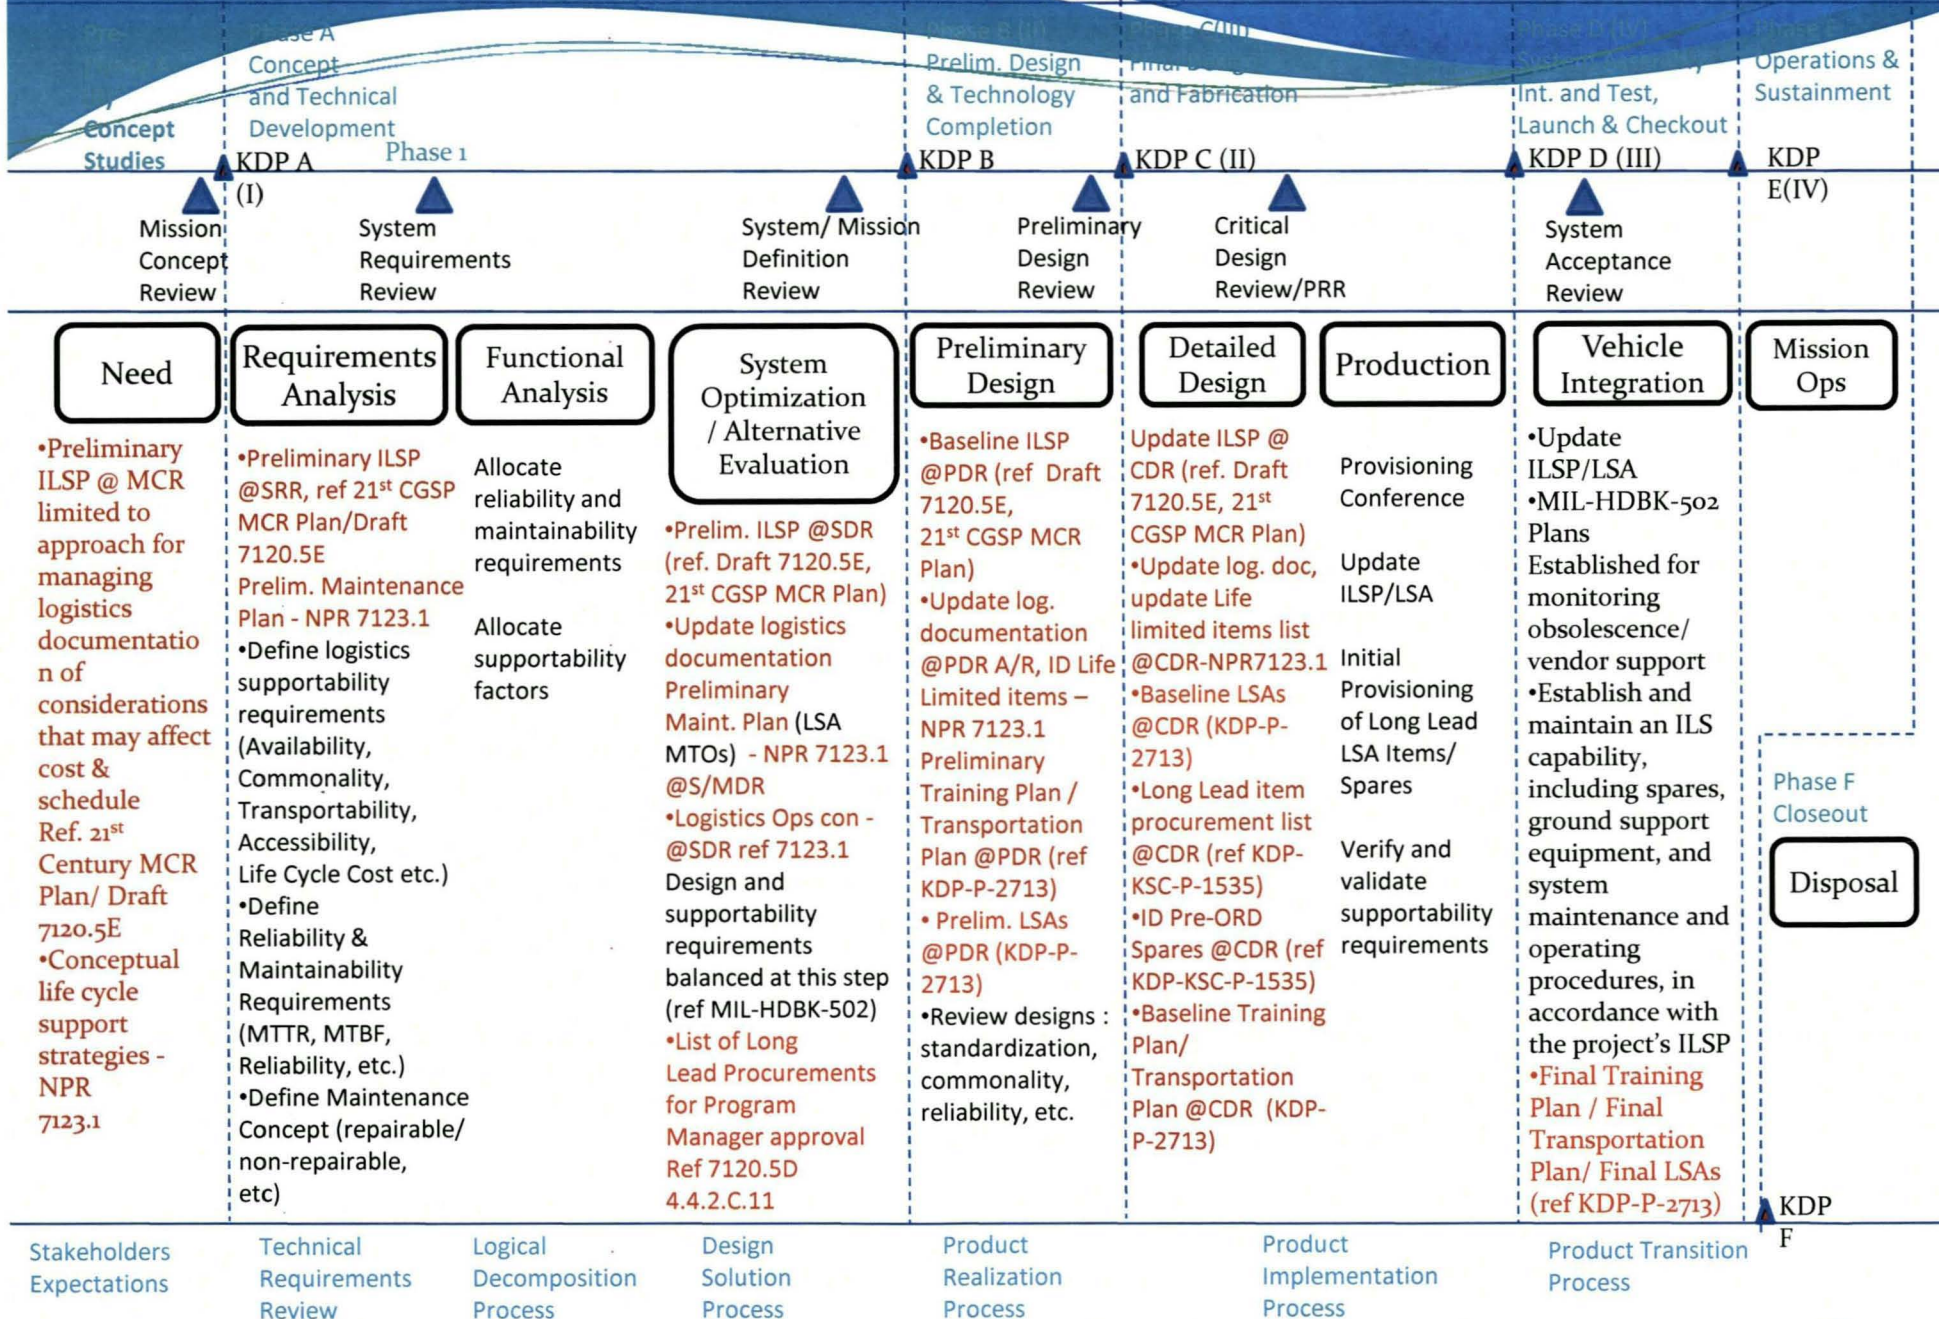 Phase A
Concept
and Technical
Development
Phase 1
Concept
Studies
Phase B (II)
Prelim. Design
& Technology
Completion
Phase C(III)
and Fabrication
Phase D (IV)
Int. and Test,
Launch & Checkout
Phase E
Operations &
Sustainment
KDP A
(I)
KDP B
KDP C (II)
KDP D (III)
KDP
E(IV)
Mission
Concept
Review
System
Requirements
Review
System/ Mission
Definition
Review
Preliminary
Design
Review
Critical
Design
Review/PRR
System
Acceptance
Review
Need
•Preliminary
ILSP @ MCR
limited to
approach for
managing
logistics
documentatio
n of
considerations
that may affect
cost &
schedule
Ref. 21st
Century MCR
Plan/ Draft
7120.5E
•Conceptual
life cycle
support
strategies -
NPR
7123.1
Requirements
Analysis
•Preliminary ILSP
@SRR, ref 21st CGSP
MCR Plan/Draft
7120.5E
Prelim. Maintenance
Plan - NPR 7123.1
•Define logistics
supportability
requirements
(Availability,
Commonality,
Transportability,
Accessibility,
Life Cycle Cost etc.)
•Define
Reliability &
Maintainability
Requirements
(MTTR, MTBF,
Reliability, etc.)
•Define Maintenance
Concept (repairable/
non-repairable,
etc)
Functional
Analysis
Allocate
reliability and
maintainability
requirements
Allocate
supportability
factors
System
Optimization
/ Alternative
Evaluation
•Prelim. ILSP @SDR
(ref. Draft 7120.5E,
21st CGSP MCR Plan)
•Update logistics
documentation
Preliminary
Maint. Plan (LSA
MTOs) - NPR 7123.1
@S/MDR
•Logistics Ops con -
@SDR ref 7123.1
Design and
supportability
requirements
balanced at this step
(ref MIL-HDBK-502)
•List of Long
Lead Procurements
for Program
Manager approval
Ref 7120.5D
4.4.2.C.11
Preliminary
Design
•Baseline ILSP
@PDR (ref Draft
7120.5E,
21st CGSP MCR
Plan)
•Update log.
documentation
@PDR A/R, ID Life
Limited items –
NPR 7123.1
Preliminary
Training Plan /
Transportation
Plan @PDR (ref
KDP-P-2713)
• Prelim. LSAs
@PDR (KDP-P-
2713)
•Review designs :
standardization,
commonality,
reliability, etc.
Detailed
Design
Update ILSP @
CDR (ref. Draft
7120.5E, 21st
CGSP MCR Plan)
•Update log. doc,
update Life
limited items list
@CDR-NPR7123.1
•Baseline LSAs
@CDR (KDP-P-
2713)
•Long Lead item
procurement list
@CDR (ref KDP-
KSC-P-1535)
•ID Pre-ORD
Spares @CDR (ref
KDP-KSC-P-1535)
•Baseline Training
Plan/
Transportation
Plan @CDR (KDP-
P-2713)
Production
Provisioning
Conference
Update
ILSP/LSA
Initial
Provisioning
of Long Lead
LSA Items/
Spares
Verify and
validate
supportability
requirements
Vehicle
Integration
•Update
ILSP/LSA
•MIL-HDBK-502
Plans
Established for
monitoring
obsolescence/
vendor support
•Establish and
maintain an ILS
capability,
including spares,
ground support
equipment, and
system
maintenance and
operating
procedures, in
accordance with
the project's ILSP
•Final Training
Plan / Final
Transportation
Plan/ Final LSAs
(ref KDP-P-2713)
Mission
Ops
Phase F
Closeout
Disposal
KDP
F
Stakeholders
Expectations
Technical
Requirements
Review
Logical
Decomposition
Process
Design
Solution
Process
Product
Realization
Process
Product
Implementation
Process
Product Transition
Process